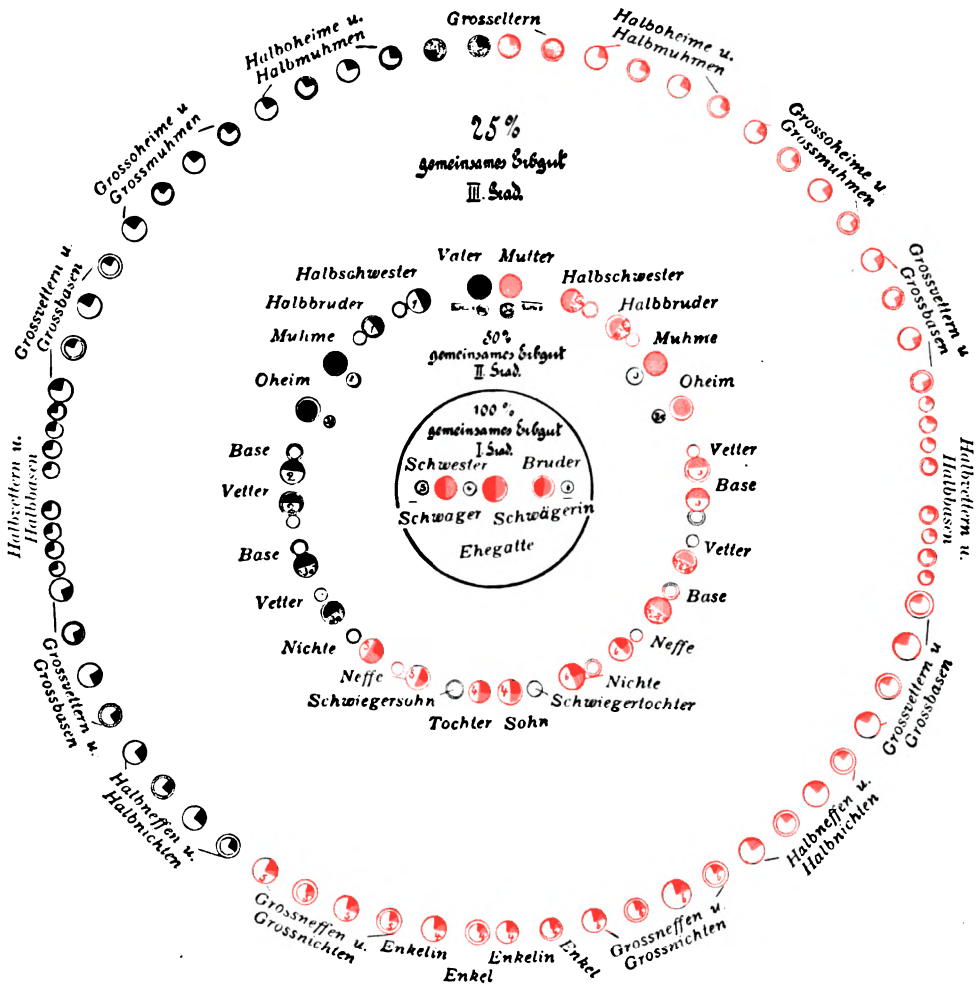 Grosseltern
Halboheime u.
Halbmuhmen
Halboheime u.
Halbmuhmen
Grossoheime u
Grossmuhmen
Grossoheime u.
Grossmuhmen
25%
gemeinsames Erbgut
III. Grad.
Grossvettern u.
Grossbasen
Grossvettern u
Grossbasen
Vater Mutter
Halbschwester
Halbbruder
Muhme
Oheim
Halbschwester
Halbbruder
Muhme
Oheim
50%
gemeinsames Erbgut
II Grad.
100 %
gemeinsames Erbgut
I. Grad.
Schwester Bruder
Schwager Schwägerin
Ehegatte
Base
Vetter
Base
Vetter
Nichte
Neffe
Schwiegersohn
Tochter Sohn
Vetter
Base
Vetter
Base
Neffe
Nichte
Schwiegertochter
Halbvettern u.
Halbbasen
Halbvettern u.
Halbbasen
Grossvettern u.
Grossbasen
Grossvettern u
Grossbasen
Halbneffen u.
Halbnichten
Halbneffen u.
Halbnichten
Grossneffen u.
Grossnichten
Enkelin
Enkel
Enkelin
Enkel
Grossneffen u.
Grossnichten